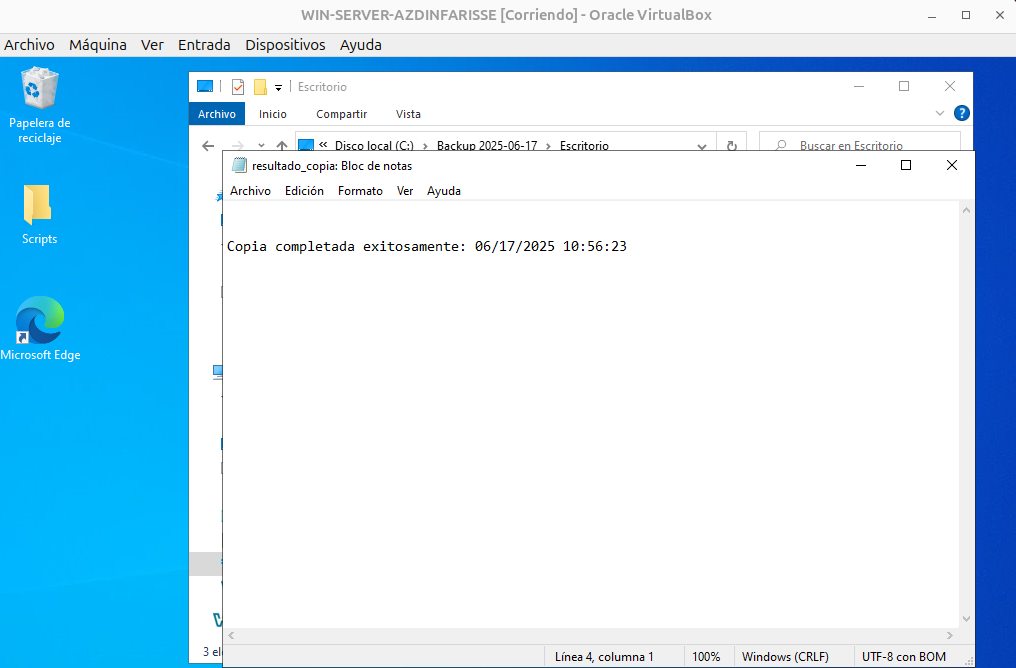 WIN-SERVER-AZDINFARISSE [Corriendo] - Oracle VirtualBox
Archivo Máquina Ver Entrada Dispositivos Ayuda
Papelera de
reciclaje
Scripts
Microsoft Edge
Escritorio
Archivo Inicio Compartir Vista
« Disco local (C:) › Backup 2025-06-17 › Escritorio
Buscar en Escritorio
resultado_copia: Bloc de notas
Archivo Edición Formato Ver Ayuda
Copia completada exitosamente: 06/17/2025 10:56:23
Línea 4, columna 1 100% Windows (CRLF) UTF-8 con BOM